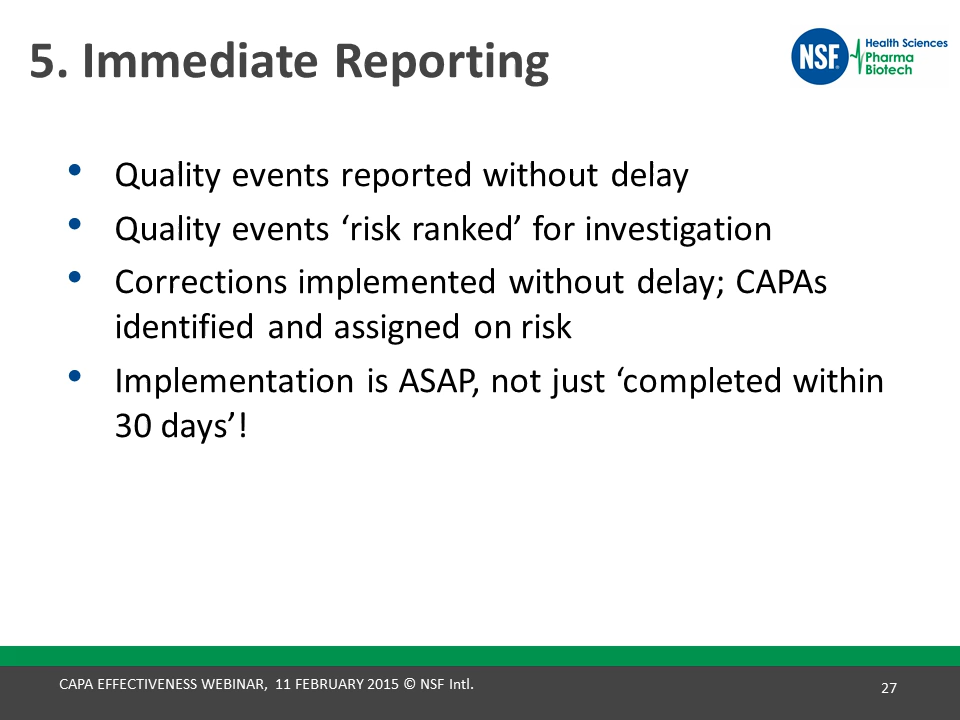 5. Immediate Reporting
NSF
Health Sciences
Pharma
Biotech
• Quality events reported without delay
• Quality events ‘risk ranked’ for investigation
• Corrections implemented without delay; CAPAs
identified and assigned on risk
• Implementation is ASAP, not just ‘completed within
30 days’!
CAPA EFFECTIVENESS WEBINAR, 11 FEBRUARY 2015 © NSF Intl.
27